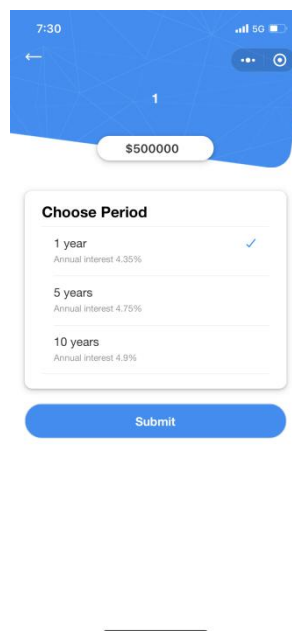 7:30
5G
1
$500000
Choose Period
1 year
Annual interest 4.35%
5 years
Annual interest 4.75%
10 years
Annual interest 4.9%
Submit